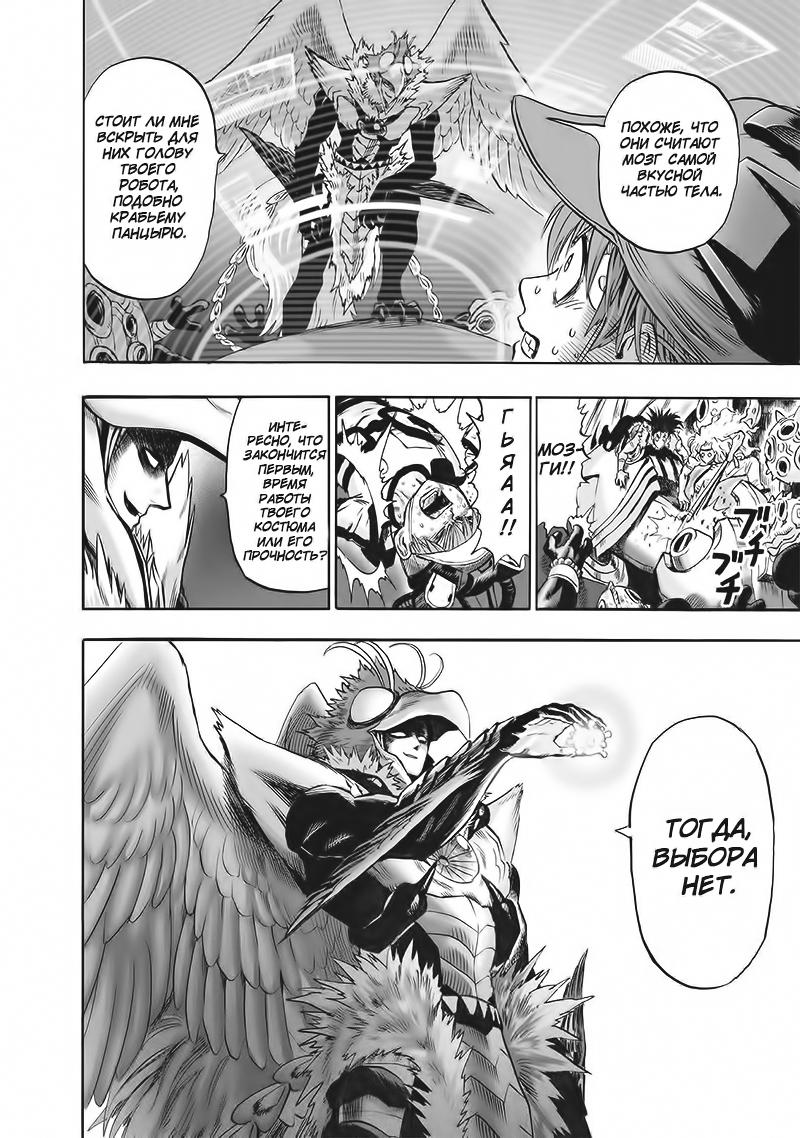 ПОХОЖЕ, ЧТО
ОНИ СЧИТАЮТ
МОЗГ САМОЙ
ВКУСНОЙ
ЧАСТЬЮ ТЕЛА.
СТОИТ ЛИ МНЕ
ВСКРЫТЬ ДЛЯ
НИХ ГОЛОВУ
ТВОЕГО
РОБОТА,
ПОДОБНО
КРАБЬЕМУ
ПАНЦЫРЮ.
МОЗ-
ГИ!!
ブチ
ブチ
ГЬЯААА!!
ИНТЕ-
РЕСНО, ЧТО
ЗАКОНЧИТСЯ
ПЕРВЫМ,
ВРЕМЯ
РАБОТЫ
ТВОЕГО
КОСТЮМА
ИЛИ ЕГО
ПРОЧНОСТЬ?
ТОГДА,
ВЫБОРА
НЕТ.